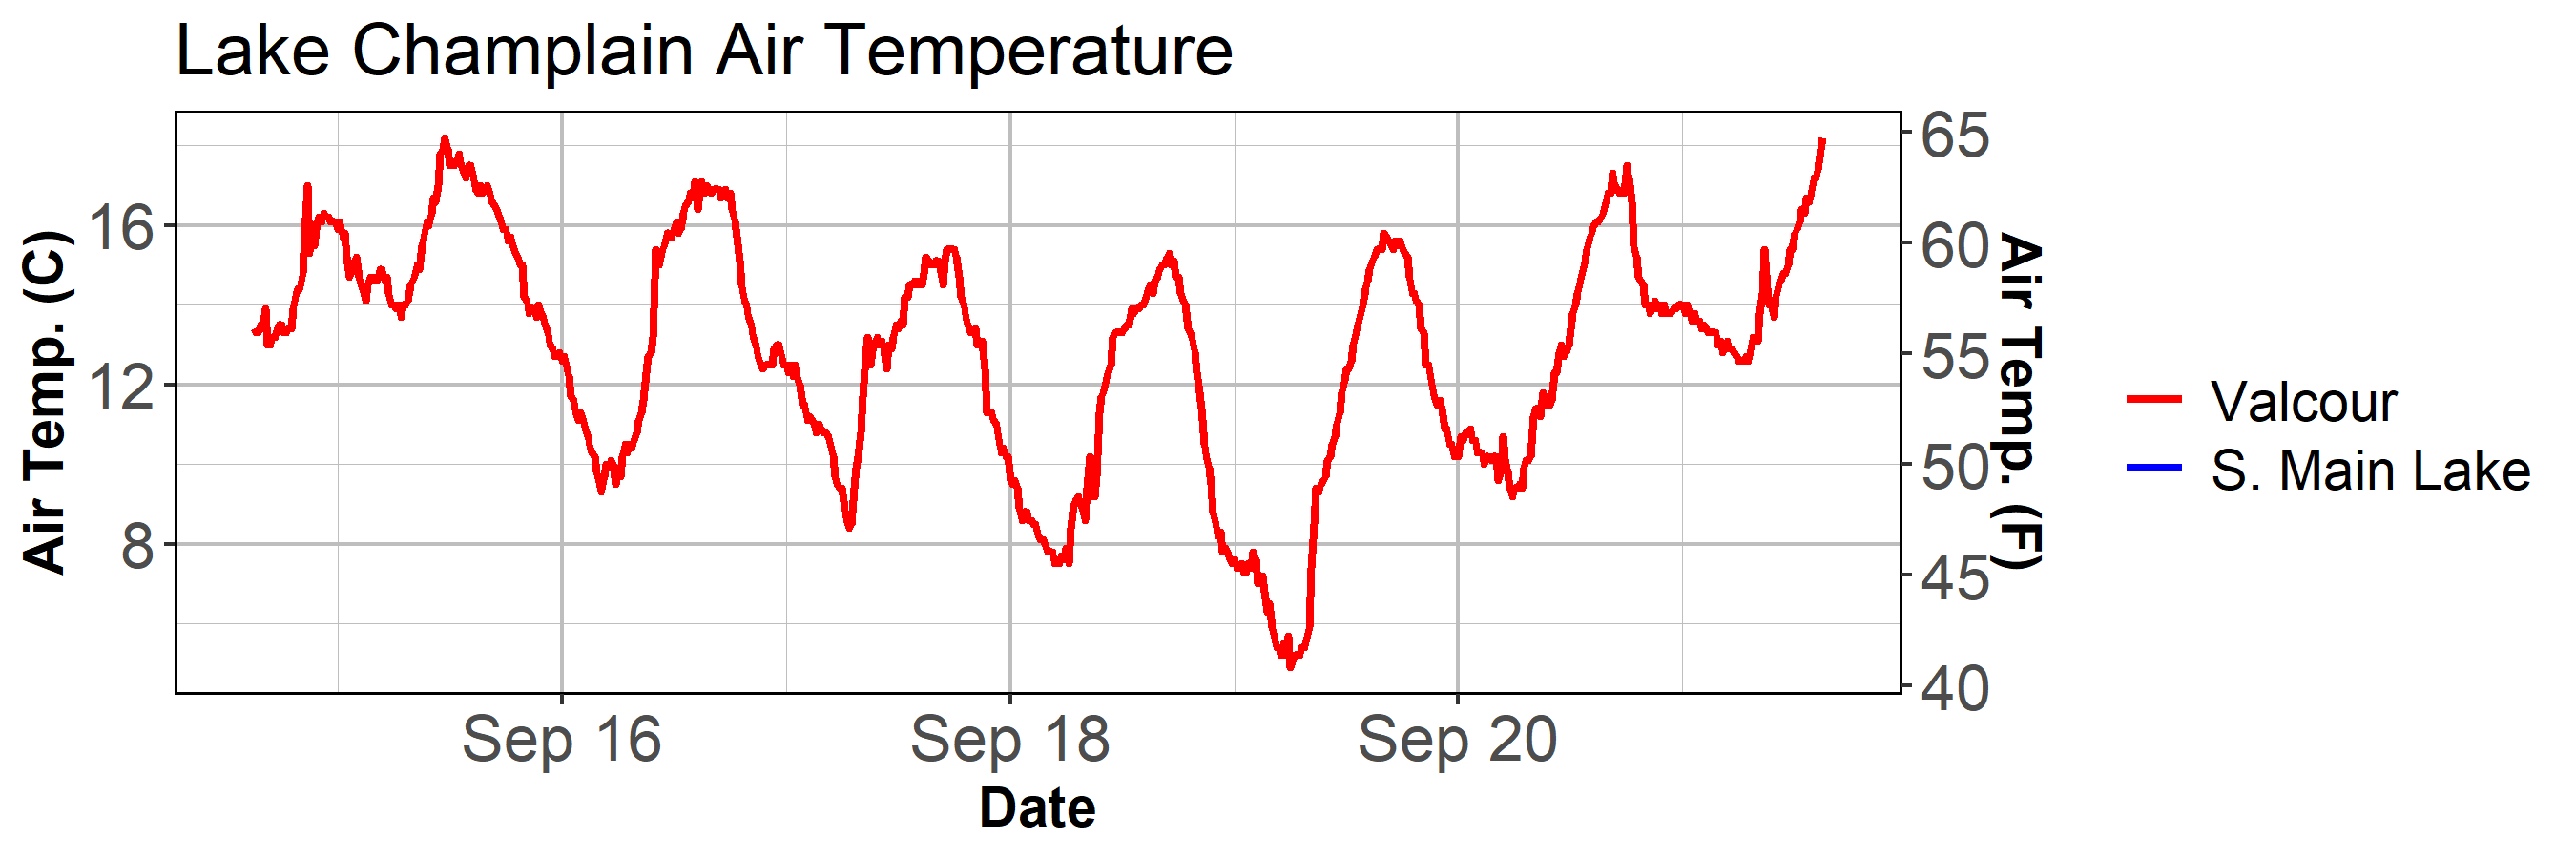 Lake Champlain Air Temperature
Air Temp. (C)
16
12
8
65
60
55
50
45
40
Air Temp. (F)
Sep 16
Sep 18
Sep 20
Date
Valcour
S. Main Lake